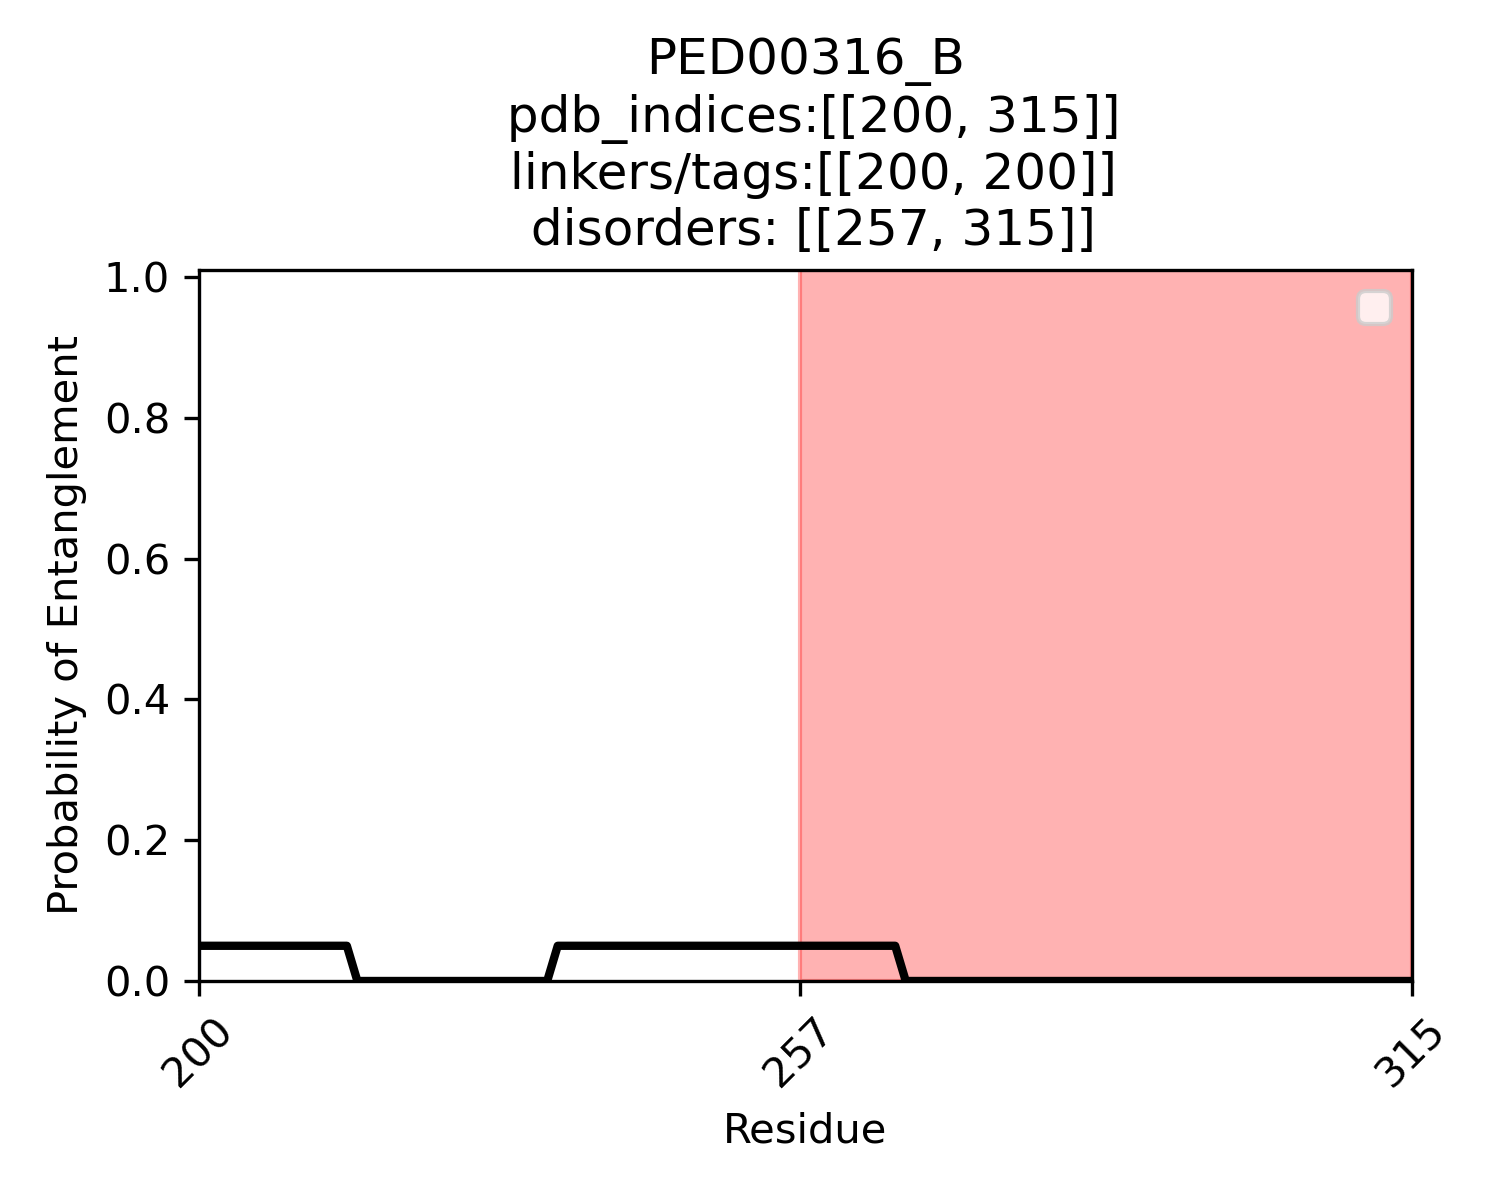 PED00316_B
pdb_indices:[[200, 315]]
linkers/tags:[[200, 200]]
disorders: [[257, 315]]
1.0
0.8
0.6
0.4
0.2
0.0
Probability of Entanglement
200
257
315
Residue